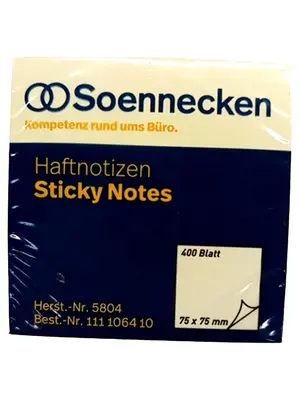 Soennecken
Kompetenz rund ums Büro.
Haftnotizen
Sticky Notes
400 Blatt
75 x 75 mm
Herst.-Nr. 5804
Best.-Nr. 111 1064 10